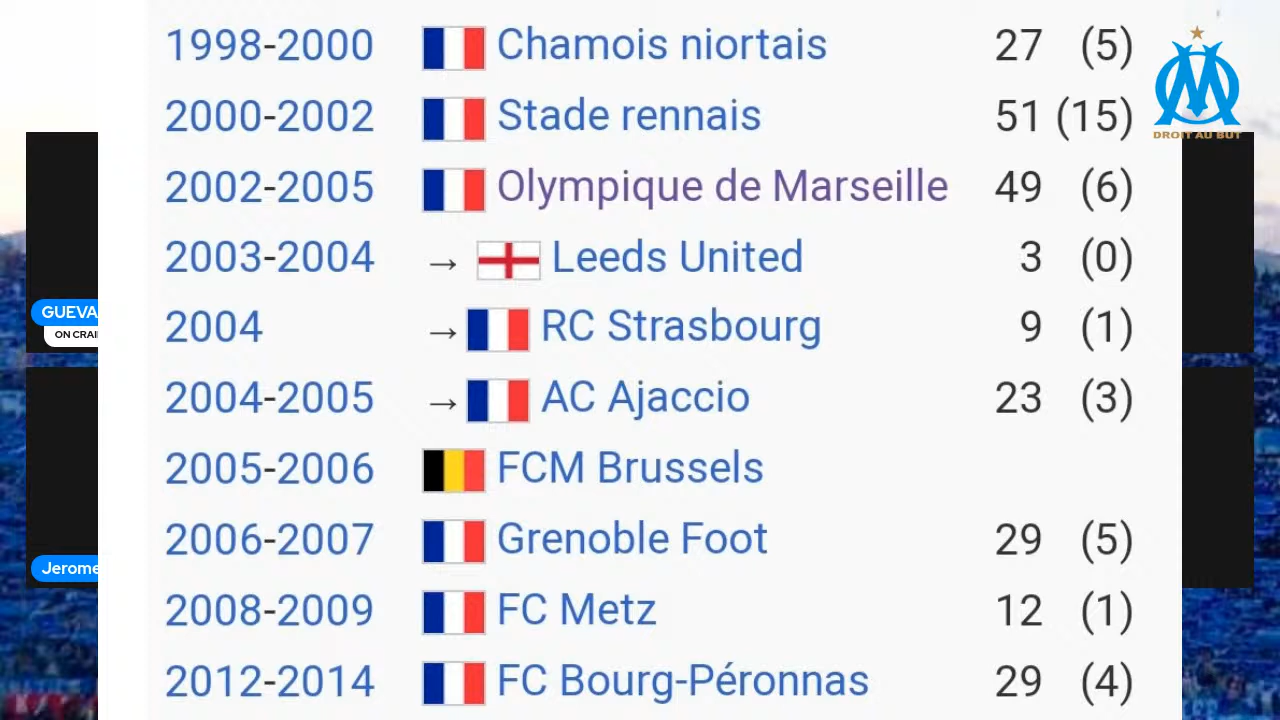 1998-2000 Chamois niortais 27 (5)
2000-2002 Stade rennais 51 (15)
2002-2005 Olympique de Marseille 49 (6)
2003-2004 → Leeds United 3 (0)
2004 → RC Strasbourg 9 (1)
2004-2005 → AC Ajaccio 23 (3)
2005-2006 FCM Brussels
2006-2007 Grenoble Foot 29 (5)
2008-2009 FC Metz 12 (1)
2012-2014 FC Bourg-Péronnas 29 (4)
DROIT AU BUT
GUEVA
ON CRAI
Jerome